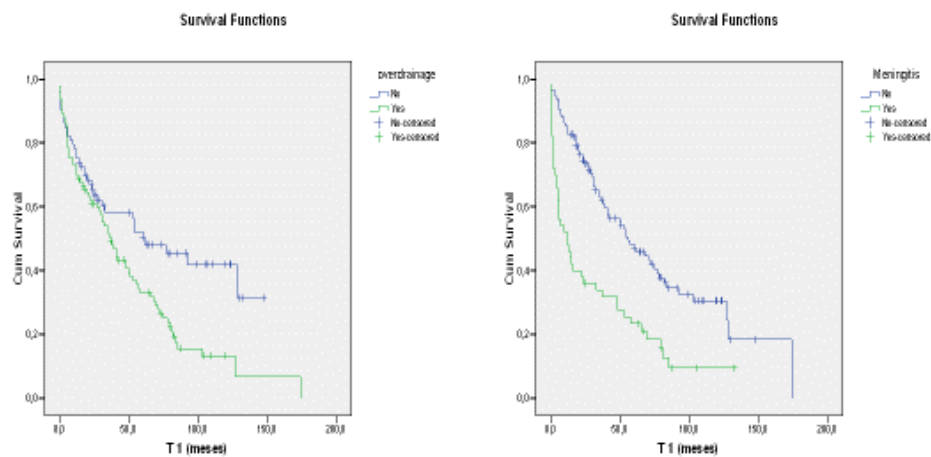 Survival Functions
overdrainage
No
Yes
No-censored
Yes-censored
1,0
0,8
0,6
0,4
0,2
0,0
Cum Survival
0,0 50,0 100,0 150,0 200,0
T 1 (meses)
Survival Functions
Meningitis
No
Yes
No-censored
Yes-censored
1,0
0,8
0,6
0,4
0,2
0,0
Cum Survival
0,0 50,0 100,0 150,0 200,0
T 1 (meses)